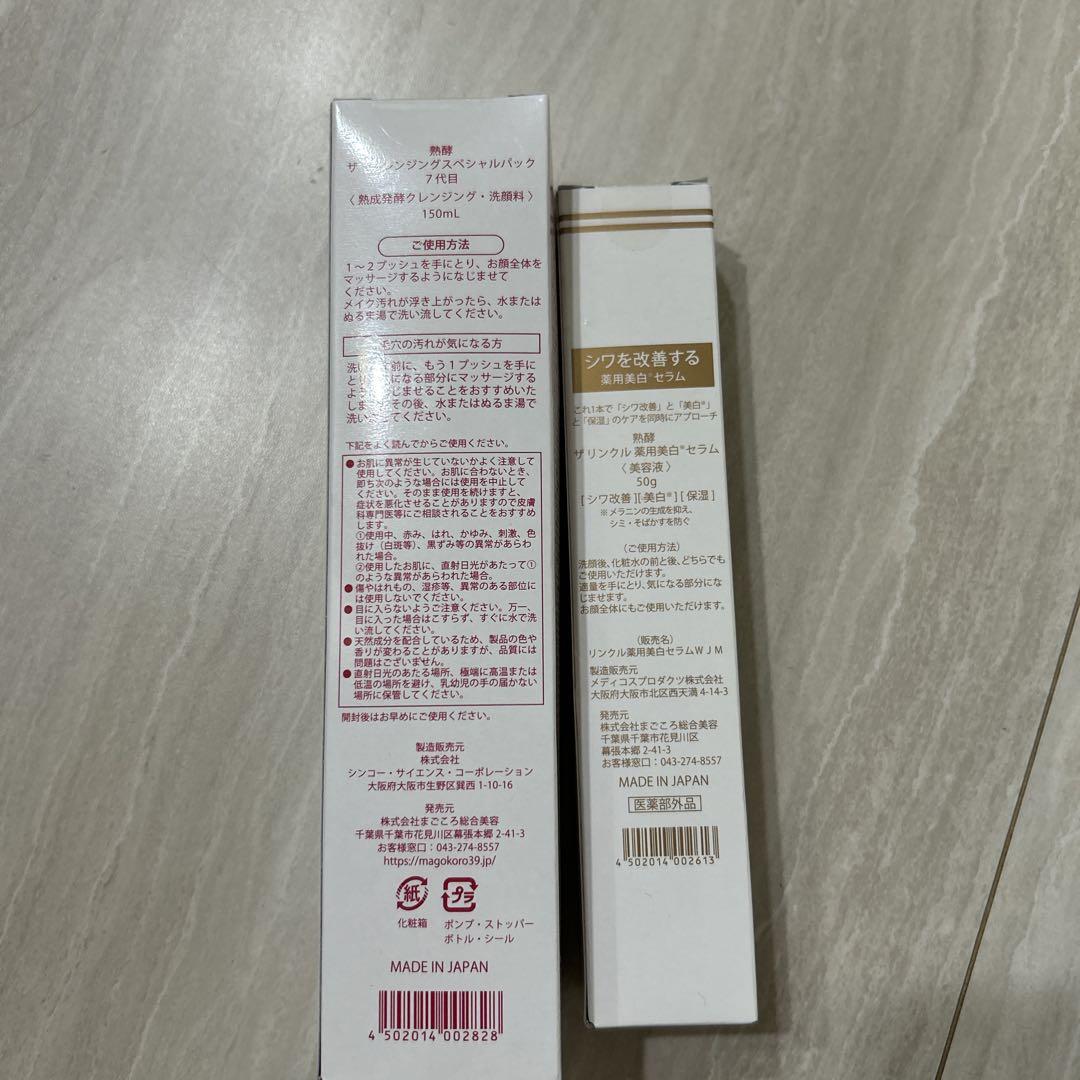 熟酵
ザ レンジングスペシャルパック
7代目
〈 熟成発酵クレンジング・洗顔料 〉
150mL
ご使用方法
1～2プッシュを手にとり、お顔全体を
マッサージするようになじませて
ください。
メイク汚れが浮き上がったら、水または
ぬるま湯で洗い流してください。
毛穴の汚れが気になる方
洗い 前に、もう1プッシュを手に
と になる部分にマッサージする
よ じませることをおすすめいた
しま その後、水またはぬるま湯で
洗い てください。
下記をよく読んでからご使用ください。
●お肌に異常が生じていないかよく注意して
使用してください。お肌に合わないとき、
即ち次のような場合には使用を中止して
ください。そのまま使用を続けますと、
症状を悪化させることがありますので皮膚
科専門医等にご相談されることをおすすめ
します。
①使用中、赤み、はれ、かゆみ、刺激、色
抜け（白斑等）、黒ずみ等の異常があらわ
れた場合。
②使用したお肌に、直射日光があたって①
のような異常があらわれた場合。
●傷やはれもの、湿疹等、異常のある部位に
は使用しないでください。
●目に入らないようご注意ください。万一、
目に入った場合はこすらず、すぐに水で洗
い流してください。
●天然成分を配合しているため、製品の色や
香りが変わることがありますが、品質には
問題はございません。
●直射日光のあたる場所、極端に高温または
低温の場所を避け、乳幼児の手の届かない
場所に保管してください。
開封後はお早めにご使用ください。
製造販売元
株式会社
シンコー・サイエンス・コーポレーション
大阪府大阪市生野区巽西 1-10-16
発売元
株式会社まごころ総合美容
千葉県千葉市花見川区幕張本郷 2-41-3
お客様窓口：043-274-8557
https://magokoro39.jp/
紙 プラ
化粧箱 ポンプ・ストッパー
ボトル・シール
MADE IN JAPAN
4 502014 002828
シワを改善する
薬用美白※セラム
これ1本で「シワ改善」と「美白※」
と「保湿」のケアを同時にアプローチ
熟酵
ザ リンクル 薬用美白※セラム
〈 美容液 〉
50g
[ シワ改善 ][ 美白※ ][ 保湿 ]
※メラニンの生成を抑え、
シミ・そばかすを防ぐ
（ご使用方法）
洗顔後、化粧水の前と後、どちらでも
ご使用いただけます。
適量を手にとり、気になる部分にな
じませます。
お顔全体にもご使用いただけます。
（販売名）
リンクル薬用美白セラムＷＪＭ
製造販売元
メディコスプロダクツ株式会社
大阪府大阪市北区西天満 4-14-3
発売元
株式会社まごころ総合美容
千葉県千葉市花見川区
幕張本郷 2-41-3
お客様窓口：043-274-8557
MADE IN JAPAN
医薬部外品
4 502014 002613